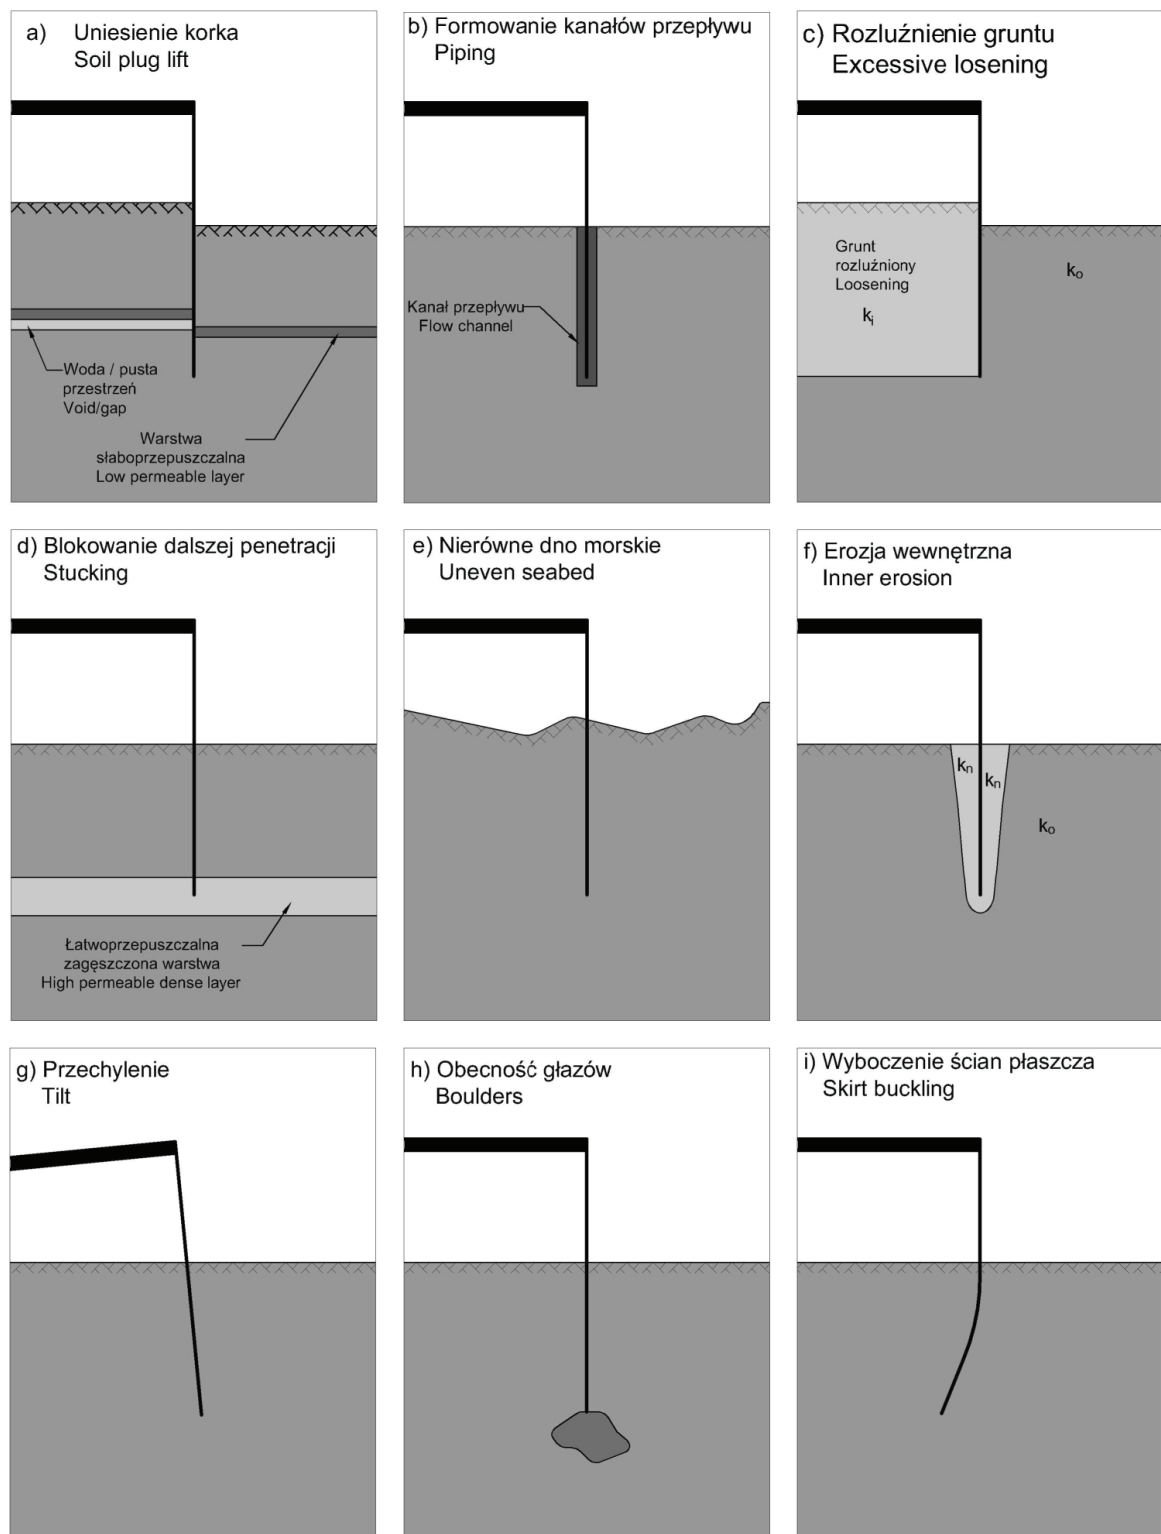 a) Uniesienie korka
Soil plug lift
Woda / pusta
przestrzeń
Void/gap
Warstwa
słaboprzepuszczalna
Low permeable layer
b) Formowanie kanałów przepływu
Piping
Kanał przepływu
Flow channel
c) Rozluźnienie gruntu
Excessive losening
Grunt
rozluźniony
Loosening
ki
ko
d) Blokowanie dalszej penetracji
Stucking
Łatwoprzepuszczalna
zagęszczona warstwa
High permeable dense layer
e) Nierówne dno morskie
Uneven seabed
f) Erozja wewnętrzna
Inner erosion
kn
kn
ko
g) Przechylenie
Tilt
h) Obecność głazów
Boulders
i) Wyboczenie ścian płaszcza
Skirt buckling